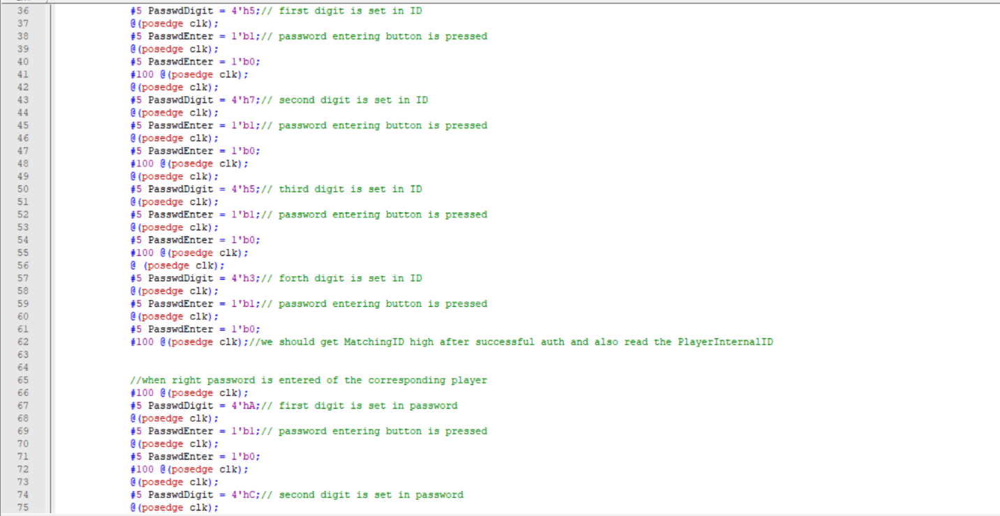 36 #5 PasswdDigit = 4'h5;// first digit is set in ID
37 @(posedge clk);
38 #5 PasswdEnter = 1'b1;// password entering button is pressed
39 @(posedge clk);
40 #5 PasswdEnter = 1'b0;
41 #100 @(posedge clk);
42 @(posedge clk);
43 #5 PasswdDigit = 4'h7;// second digit is set in ID
44 @(posedge clk);
45 #5 PasswdEnter = 1'b1;// password entering button is pressed
46 @(posedge clk);
47 #5 PasswdEnter = 1'b0;
48 #100 @(posedge clk);
49 @(posedge clk);
50 #5 PasswdDigit = 4'h5;// third digit is set in ID
51 @(posedge clk);
52 #5 PasswdEnter = 1'b1;// password entering button is pressed
53 @(posedge clk);
54 #5 PasswdEnter = 1'b0;
55 #100 @(posedge clk);
56 @ (posedge clk);
57 #5 PasswdDigit = 4'h3;// forth digit is set in ID
58 @(posedge clk);
59 #5 PasswdEnter = 1'b1;// password entering button is pressed
60 @(posedge clk);
61 #5 PasswdEnter = 1'b0;
62 #100 @(posedge clk);//we should get MatchingID high after successful auth and also read the PlayerInternalID
63
64
65 //when right password is entered of the corresponding player
66 #100 @(posedge clk);
67 #5 PasswdDigit = 4'hA;// first digit is set in password
68 @(posedge clk);
69 #5 PasswdEnter = 1'b1;// password entering button is pressed
70 @(posedge clk);
71 #5 PasswdEnter = 1'b0;
72 #100 @(posedge clk);
73 @(posedge clk);
74 #5 PasswdDigit = 4'hC;// second digit is set in password
75 @(posedge clk);